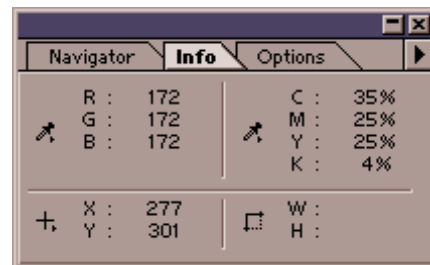 Navigator Info Options
R : 172 C : 35%
G : 172 M : 25%
B : 172 Y : 25%
K : 4%
X : 277 W :
Y : 301 H :